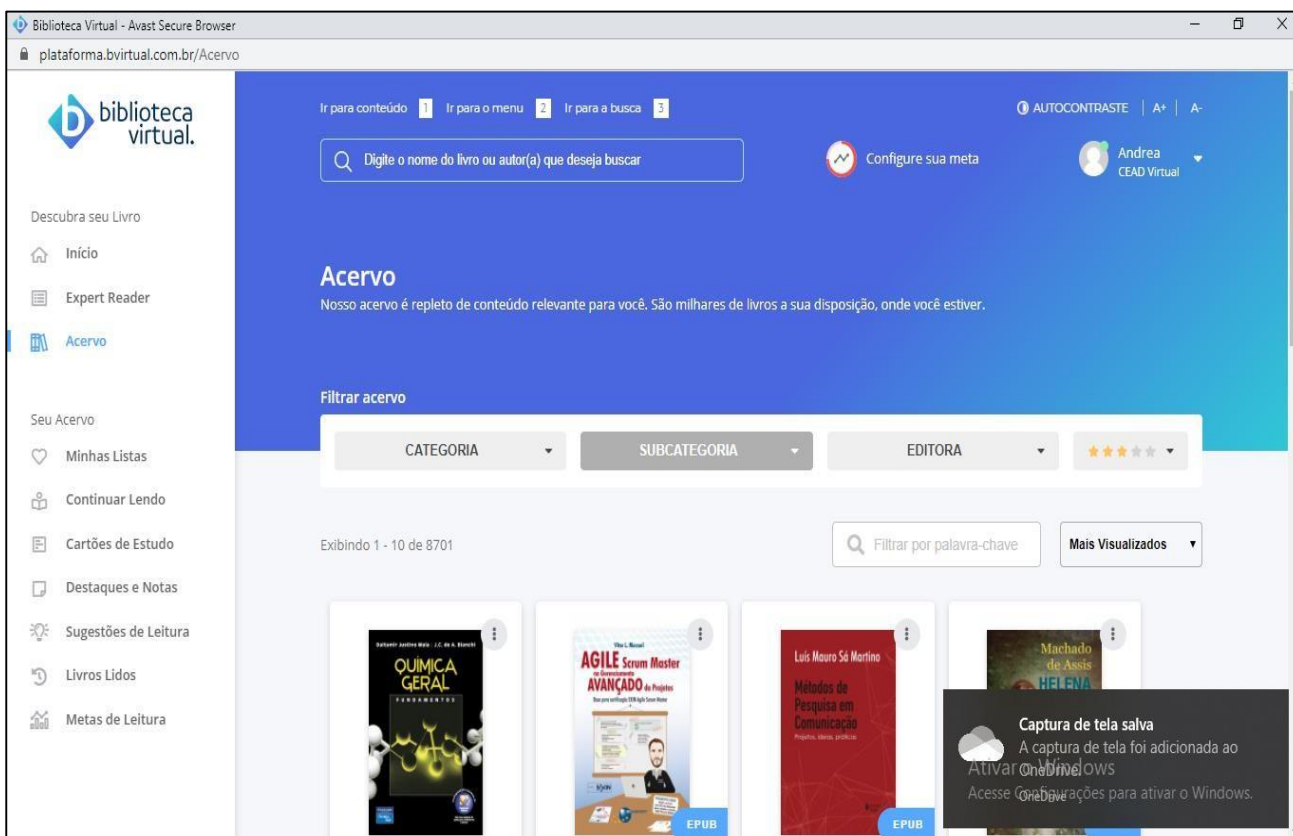 Biblioteca Virtual - Avast Secure Browser
plataforma.bvirtual.com.br/Acervo
biblioteca
virtual.
Ir para conteúdo 1 Ir para o menu 2 Ir para a busca 3
AUTOCONTRASTE | A+ | A-
Digite o nome do livro ou autor(a) que deseja buscar
Configure sua meta
Andrea
CEAD Virtual
Descubra seu Livro
Início
Expert Reader
Acervo
Seu Acervo
Minhas Listas
Continuar Lendo
Cartões de Estudo
Destaques e Notas
Sugestões de Leitura
Livros Lidos
Metas de Leitura
Acervo
Nosso acervo é repleto de conteúdo relevante para você. São milhares de livros a sua disposição, onde você estiver.
Filtrar acervo
CATEGORIA
SUBCATEGORIA
EDITORA
Exibindo 1 - 10 de 8701
Filtrar por palavra-chave
Mais Visualizados
QUÍMICA
GERAL
FUNDAMENTOS
AGILE Scrum Master
AVANÇADO de Projetos
EPUB
Luís Mauro Sá Martino
Métodos de
Pesquisa em
Comunicação
Projetos, ideias, práticas
EPUB
Machado
de Assis
HELENA
Captura de tela salva
A captura de tela foi adicionada ao
OneDrive.
OneDrive
Ativar o Windows
Acesse Configurações para ativar o Windows.